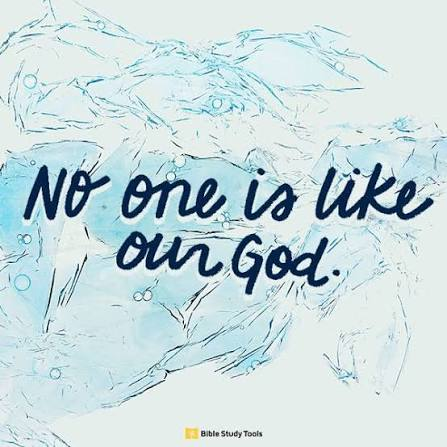 No one is like
our God.
Bible Study Tools